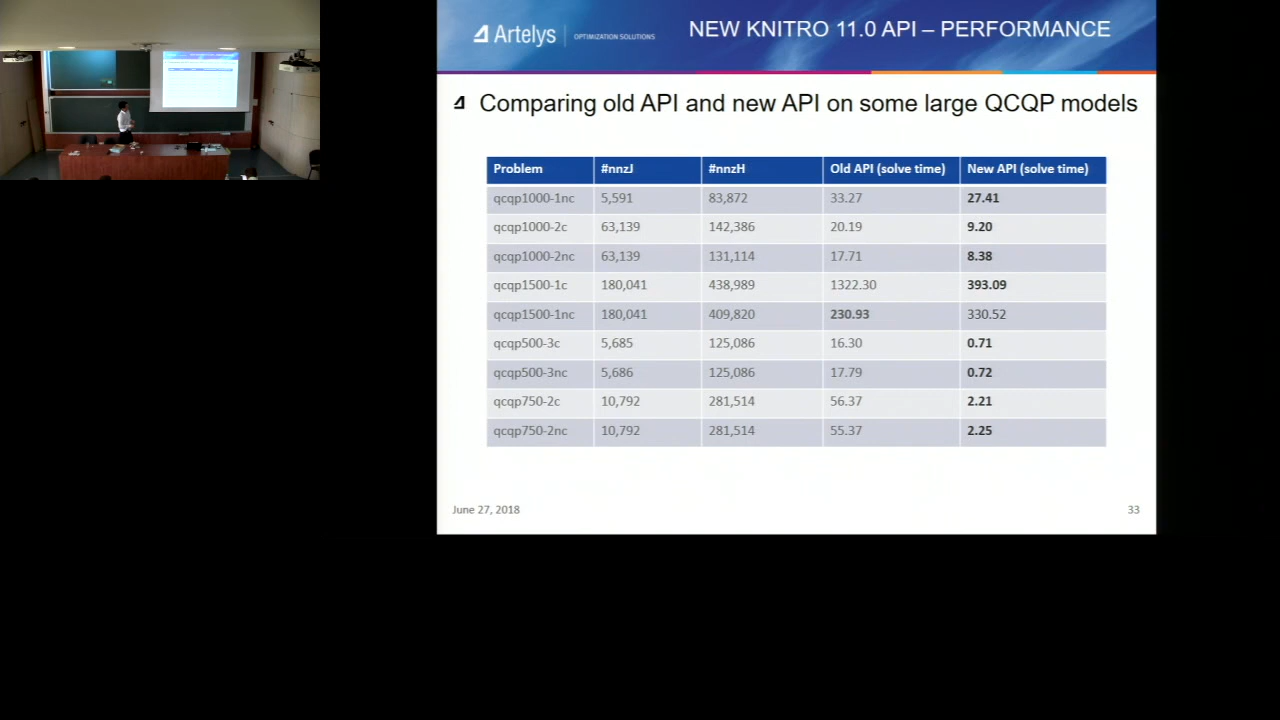 Artelys OPTIMIZATION SOLUTIONS NEW KNITRO 11.0 API – PERFORMANCE
Comparing old API and new API on some large QCQP models
Problem #nnzJ #nnzH Old API (solve time) New API (solve time)
qcqp1000-1nc 5,591 83,872 33.27 27.41
qcqp1000-2c 63,139 142,386 20.19 9.20
qcqp1000-2nc 63,139 131,114 17.71 8.38
qcqp1500-1c 180,041 438,989 1322.30 393.09
qcqp1500-1nc 180,041 409,820 230.93 330.52
qcqp500-3c 5,685 125,086 16.30 0.71
qcqp500-3nc 5,686 125,086 17.79 0.72
qcqp750-2c 10,792 281,514 56.37 2.21
qcqp750-2nc 10,792 281,514 55.37 2.25
June 27, 2018 33